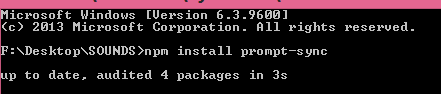 Microsoft Windows [Version 6.3.9600]
(c) 2013 Microsoft Corporation. All rights reserved.
F:\Desktop\SOUNDS>npm install prompt-sync
up to date, audited 4 packages in 3s